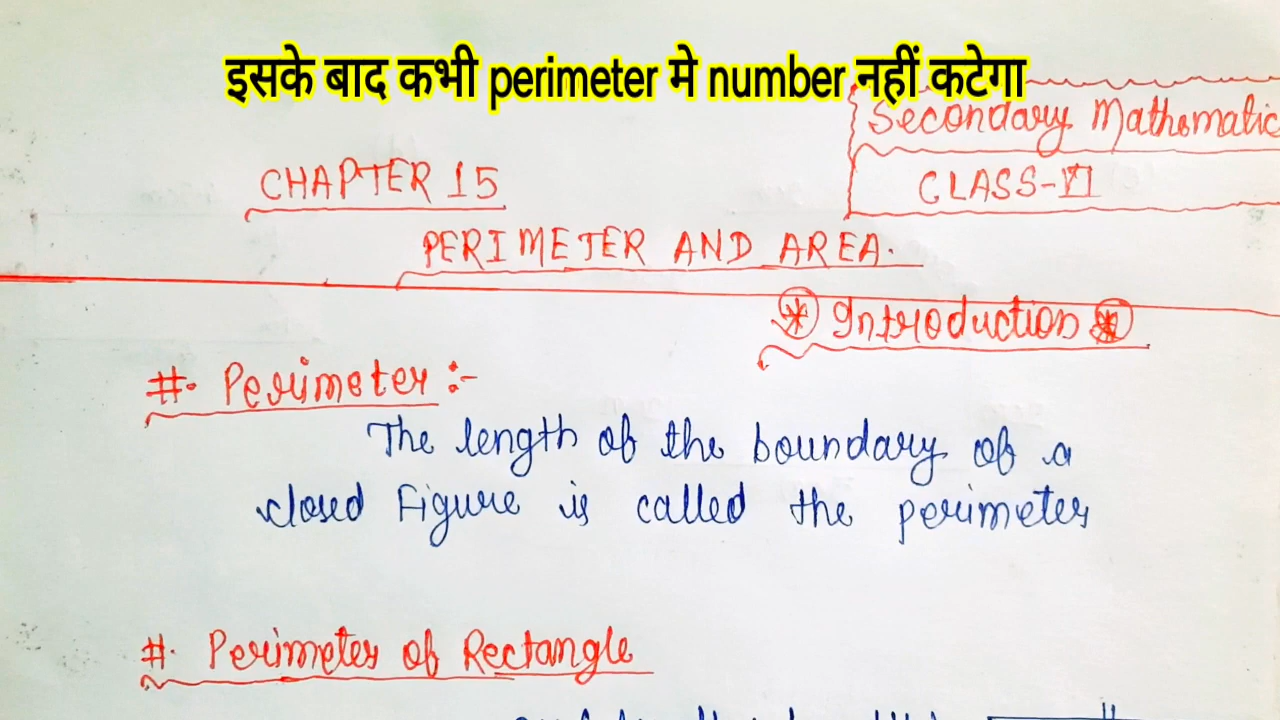 इसके बाद कभी perimeter मे number नहीं कटेगा
Secondary Mathematic
CLASS-VI
CHAPTER 15
PERIMETER AND AREA.
Introduction
#. Perimeter :-
The length of the boundary of a
closed Figure is called the perimeter
#. Perimeter of Rectangle